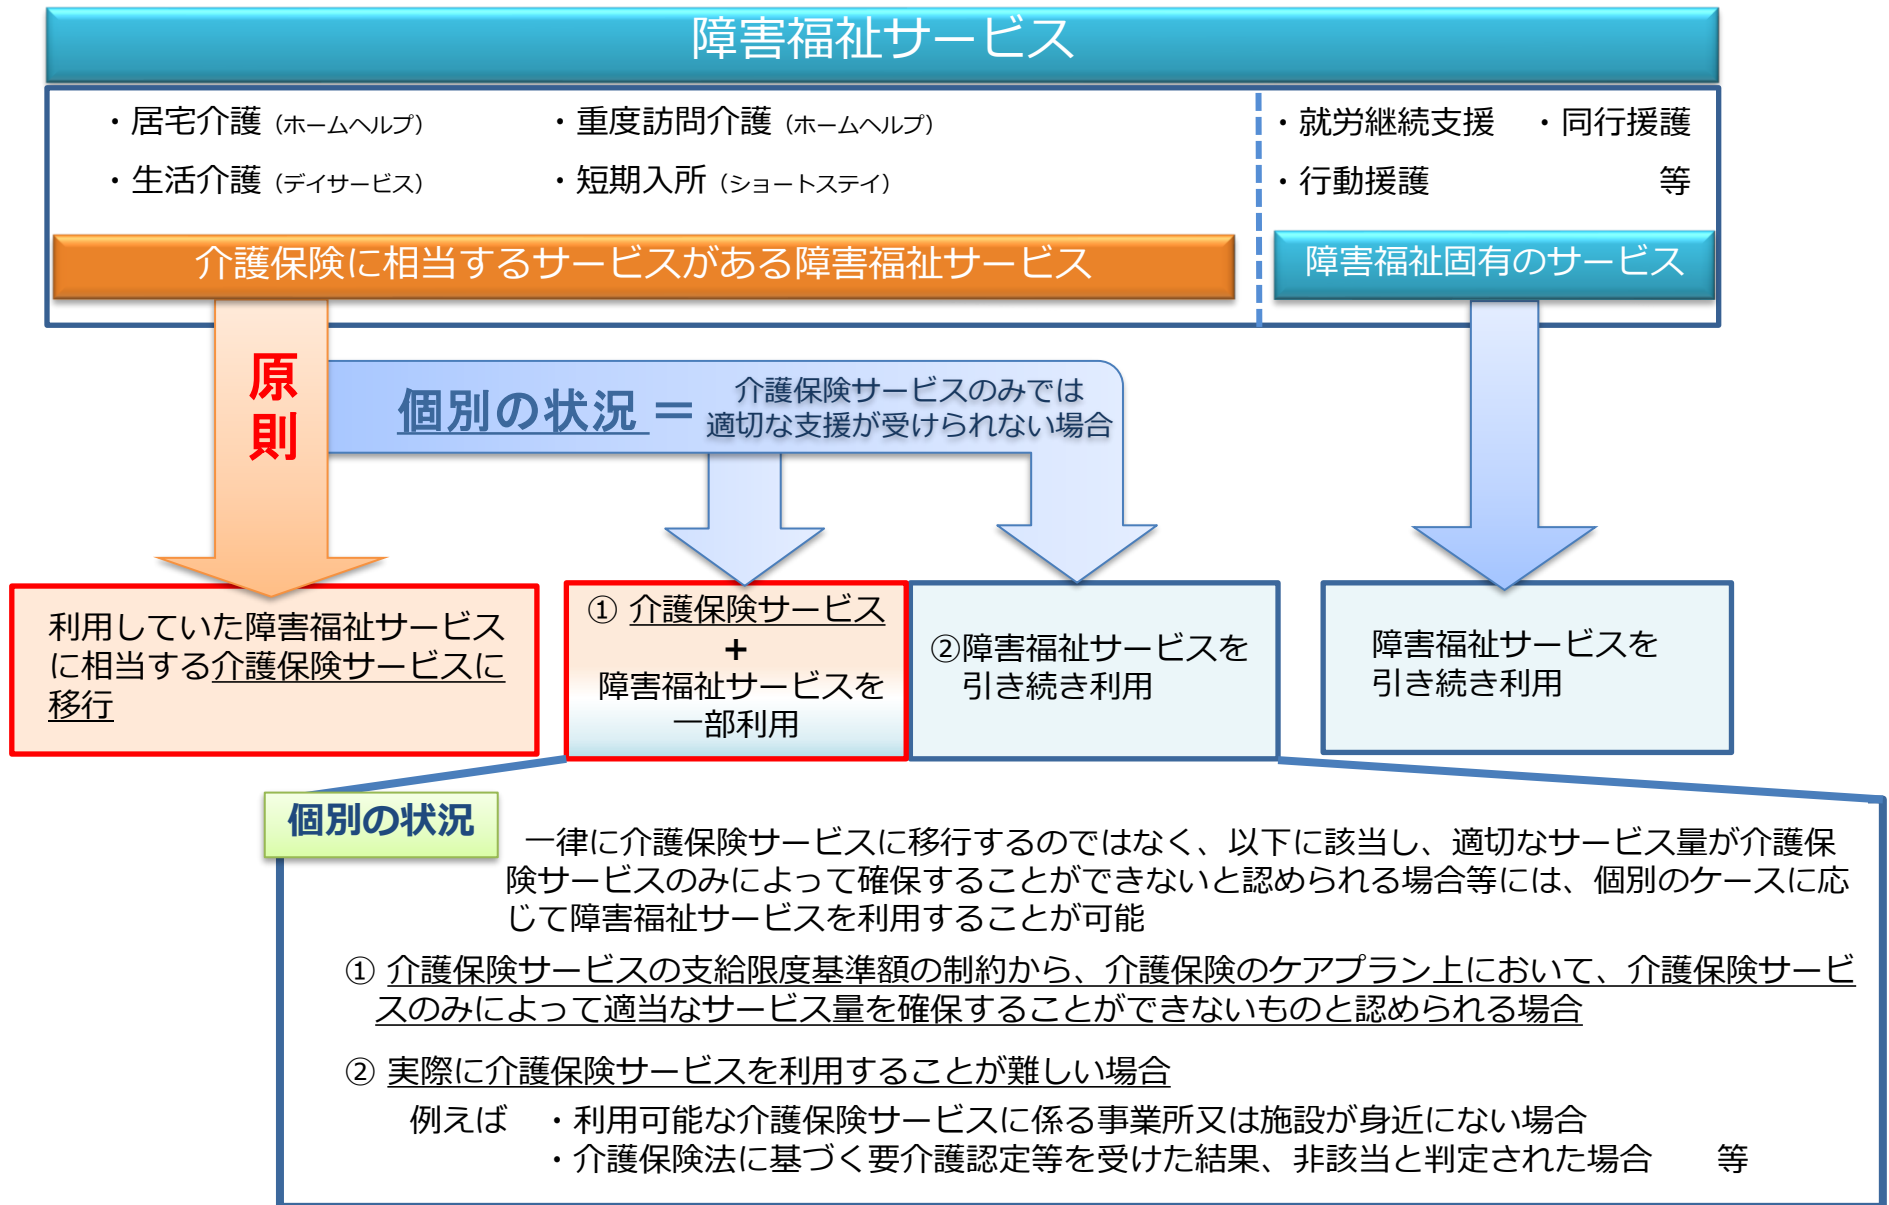 障害福祉サービス
・居宅介護（ホームヘルプ）
・重度訪問介護（ホームヘルプ）
・生活介護（デイサービス）
・短期入所（ショートステイ）
・就労継続支援　・同行援護
・行動援護　　　　　　　等
介護保険に相当するサービスがある障害福祉サービス
障害福祉固有のサービス
原則
個別の状況＝
介護保険サービスのみでは
適切な支援が受けられない場合
利用していた障害福祉サービス
に相当する介護保険サービスに
移行
① 介護保険サービス
＋
障害福祉サービスを
一部利用
②障害福祉サービスを
引き続き利用
障害福祉サービスを
引き続き利用
個別の状況
一律に介護保険サービスに移行するのではなく、以下に該当し、適切なサービス量が介護保
険サービスのみによって確保することができないと認められる場合等には、個別のケースに応
じて障害福祉サービスを利用することが可能
① 介護保険サービスの支給限度基準額の制約から、介護保険のケアプラン上において、介護保険サービ
スのみによって適当なサービス量を確保することができないものと認められる場合
② 実際に介護保険サービスを利用することが難しい場合
例えば　・利用可能な介護保険サービスに係る事業所又は施設が身近にない場合
・介護保険法に基づく要介護認定等を受けた結果、非該当と判定された場合　　等